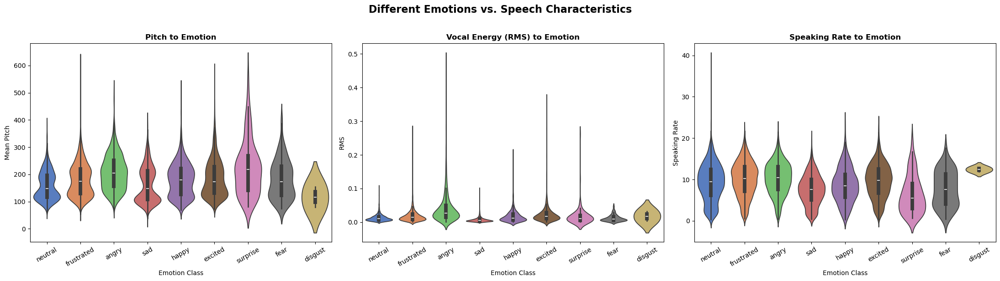 Different Emotions vs. Speech Characteristics
Pitch to Emotion
Mean Pitch
600
500
400
300
200
100
0
neutral
frustrated
angry
sad
happy
excited
surprise
fear
disgust
Emotion Class
Vocal Energy (RMS) to Emotion
RMS
0.5
0.4
0.3
0.2
0.1
0.0
neutral
frustrated
angry
sad
happy
excited
surprise
fear
disgust
Emotion Class
Speaking Rate to Emotion
Speaking Rate
40
30
20
10
0
neutral
frustrated
angry
sad
happy
excited
surprise
fear
disgust
Emotion Class